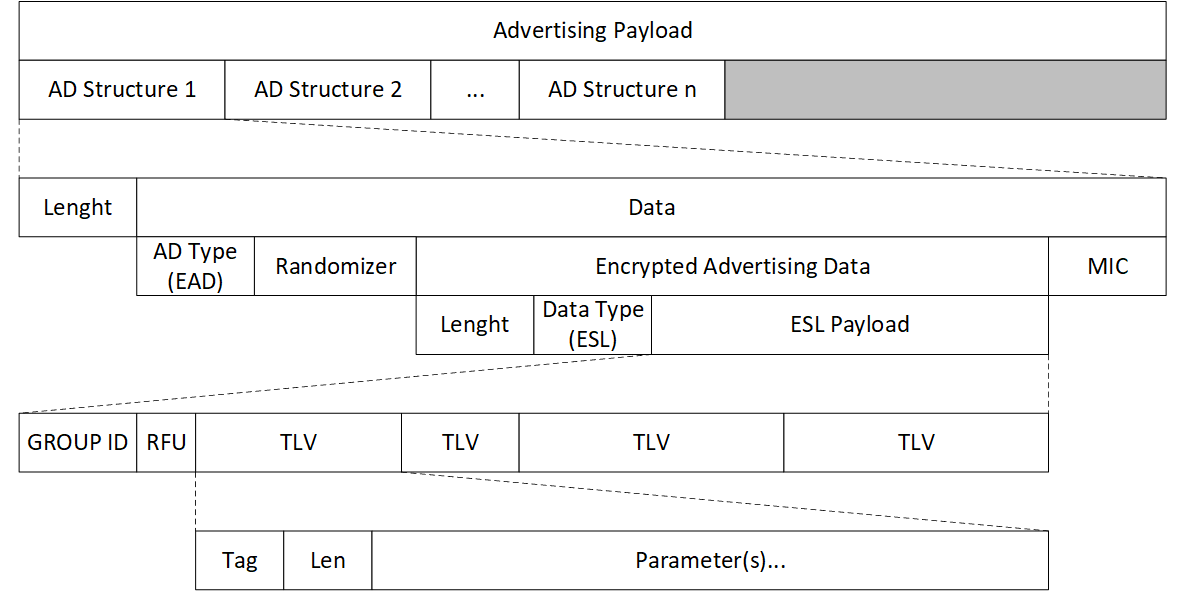 Advertising Payload
AD Structure 1 AD Structure 2 ... AD Structure n
Lenght Data
AD Type
(EAD) Randomizer Encrypted Advertising Data MIC
Lenght Data Type
(ESL) ESL Payload
GROUP ID RFU TLV TLV TLV TLV
Tag Len Parameter(s)...